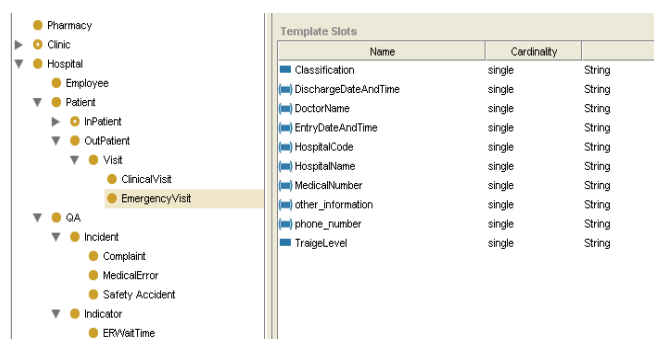 Pharmacy
Clinic
Hospital
Employee
Patient
InPatient
OutPatient
Visit
ClinicalVisit
EmergencyVisit
QA
Incident
Complaint
MedicalError
Safety Accident
Indicator
ERWaitTime
Template Slots
Name Cardinality
Classification single String
DischargeDateAndTime single String
DoctorName single String
EntryDateAndTime single String
HospitalCode single String
HospitalName single String
MedicalNumber single String
other_information single String
phone_number single String
TraigeLevel single String